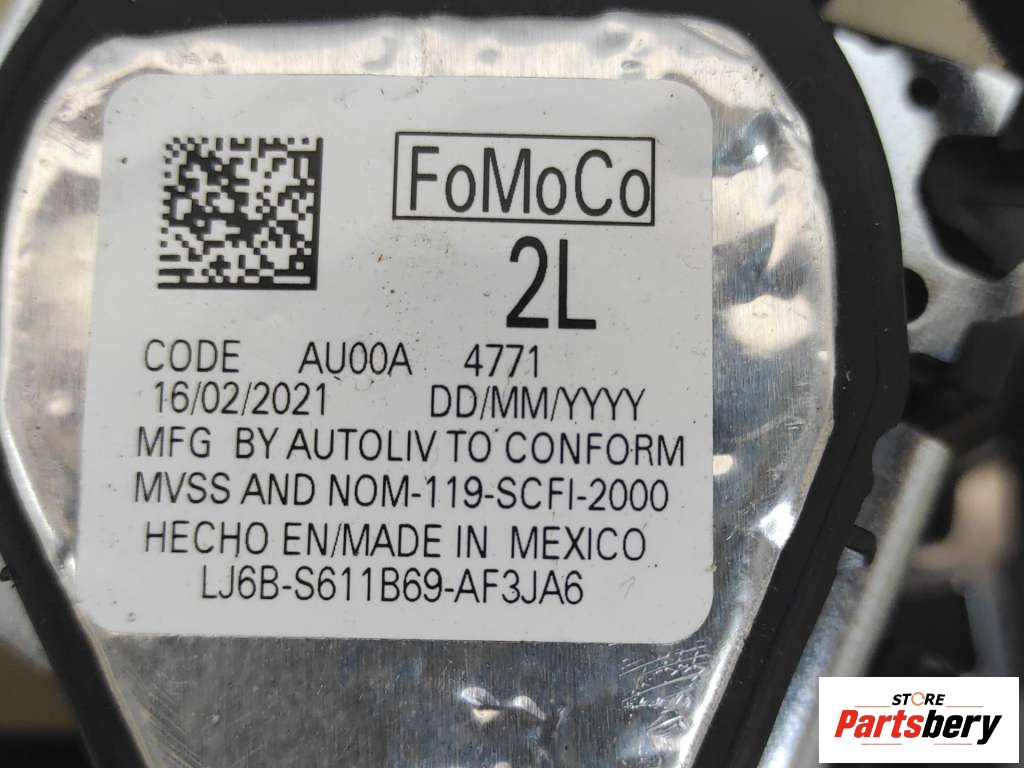 FoMoCo
2L
CODE AU00A 4771
16/02/2021 DD/MM/YYYY
MFG BY AUTOLIV TO CONFORM
MVSS AND NOM-119-SCFI-2000
HECHO EN/MADE IN MEXICO
LJ6B-S611B69-AF3JA6
STORE
Partsbery